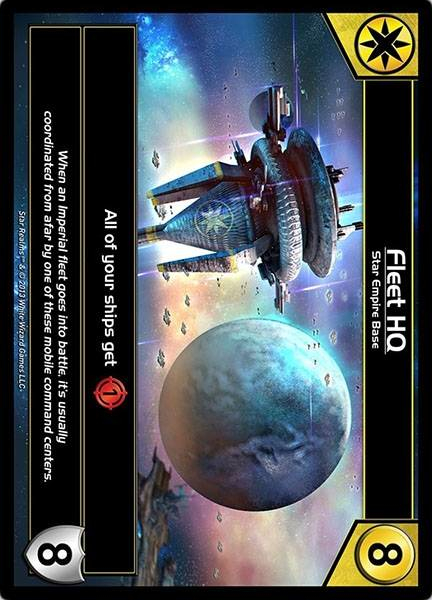 Fleet HQ
Star Empire Base
8
All of your ships get 1
When an Imperial fleet goes into battle, it's usually
coordinated from afar by one of these mobile command centers.
8
Star Realms™ & © 2013 White Wizard Games LLC.